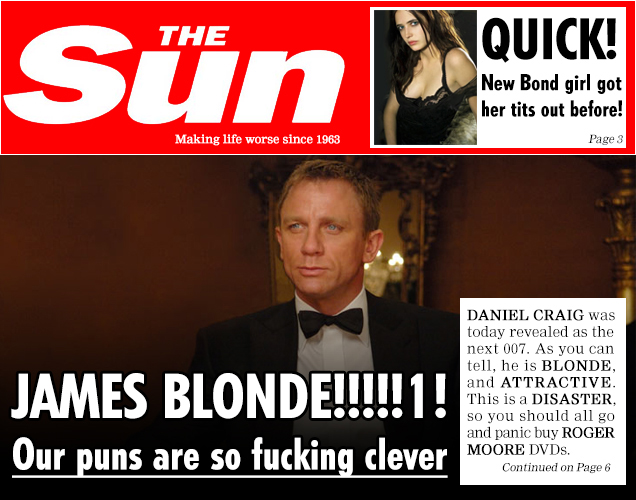 THE
Sun
Making life worse since 1963
QUICK!
New Bond girl got
her tits out before!
Page 3
DANIEL CRAIG was
today revealed as the
next 007. As you can
tell, he is BLONDE,
and ATTRACTIVE.
This is a DISASTER,
so you should all go
and panic buy ROGER
MOORE DVDs.
Continued on Page 6
JAMES BLONDE!!!!!1!
Our puns are so fucking clever